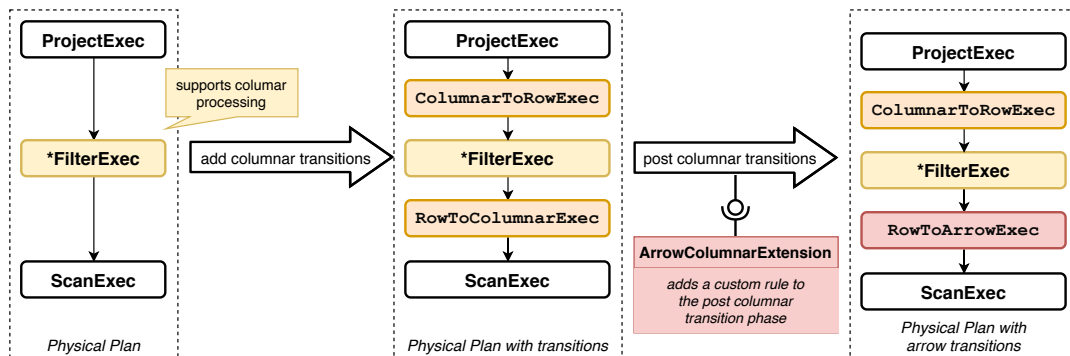 ProjectExec
supports columar
processing
*FilterExec
ScanExec
Physical Plan
add columnar transitions
ProjectExec
ColumnarToRowExec
*FilterExec
RowToColumnarExec
ScanExec
Physical Plan with transitions
post columnar transitions
ArrowColumnarExtension
adds a custom rule to
the post columnar
transition phase
ProjectExec
ColumnarToRowExec
*FilterExec
RowToArrowExec
ScanExec
Physical Plan with
arrow transitions